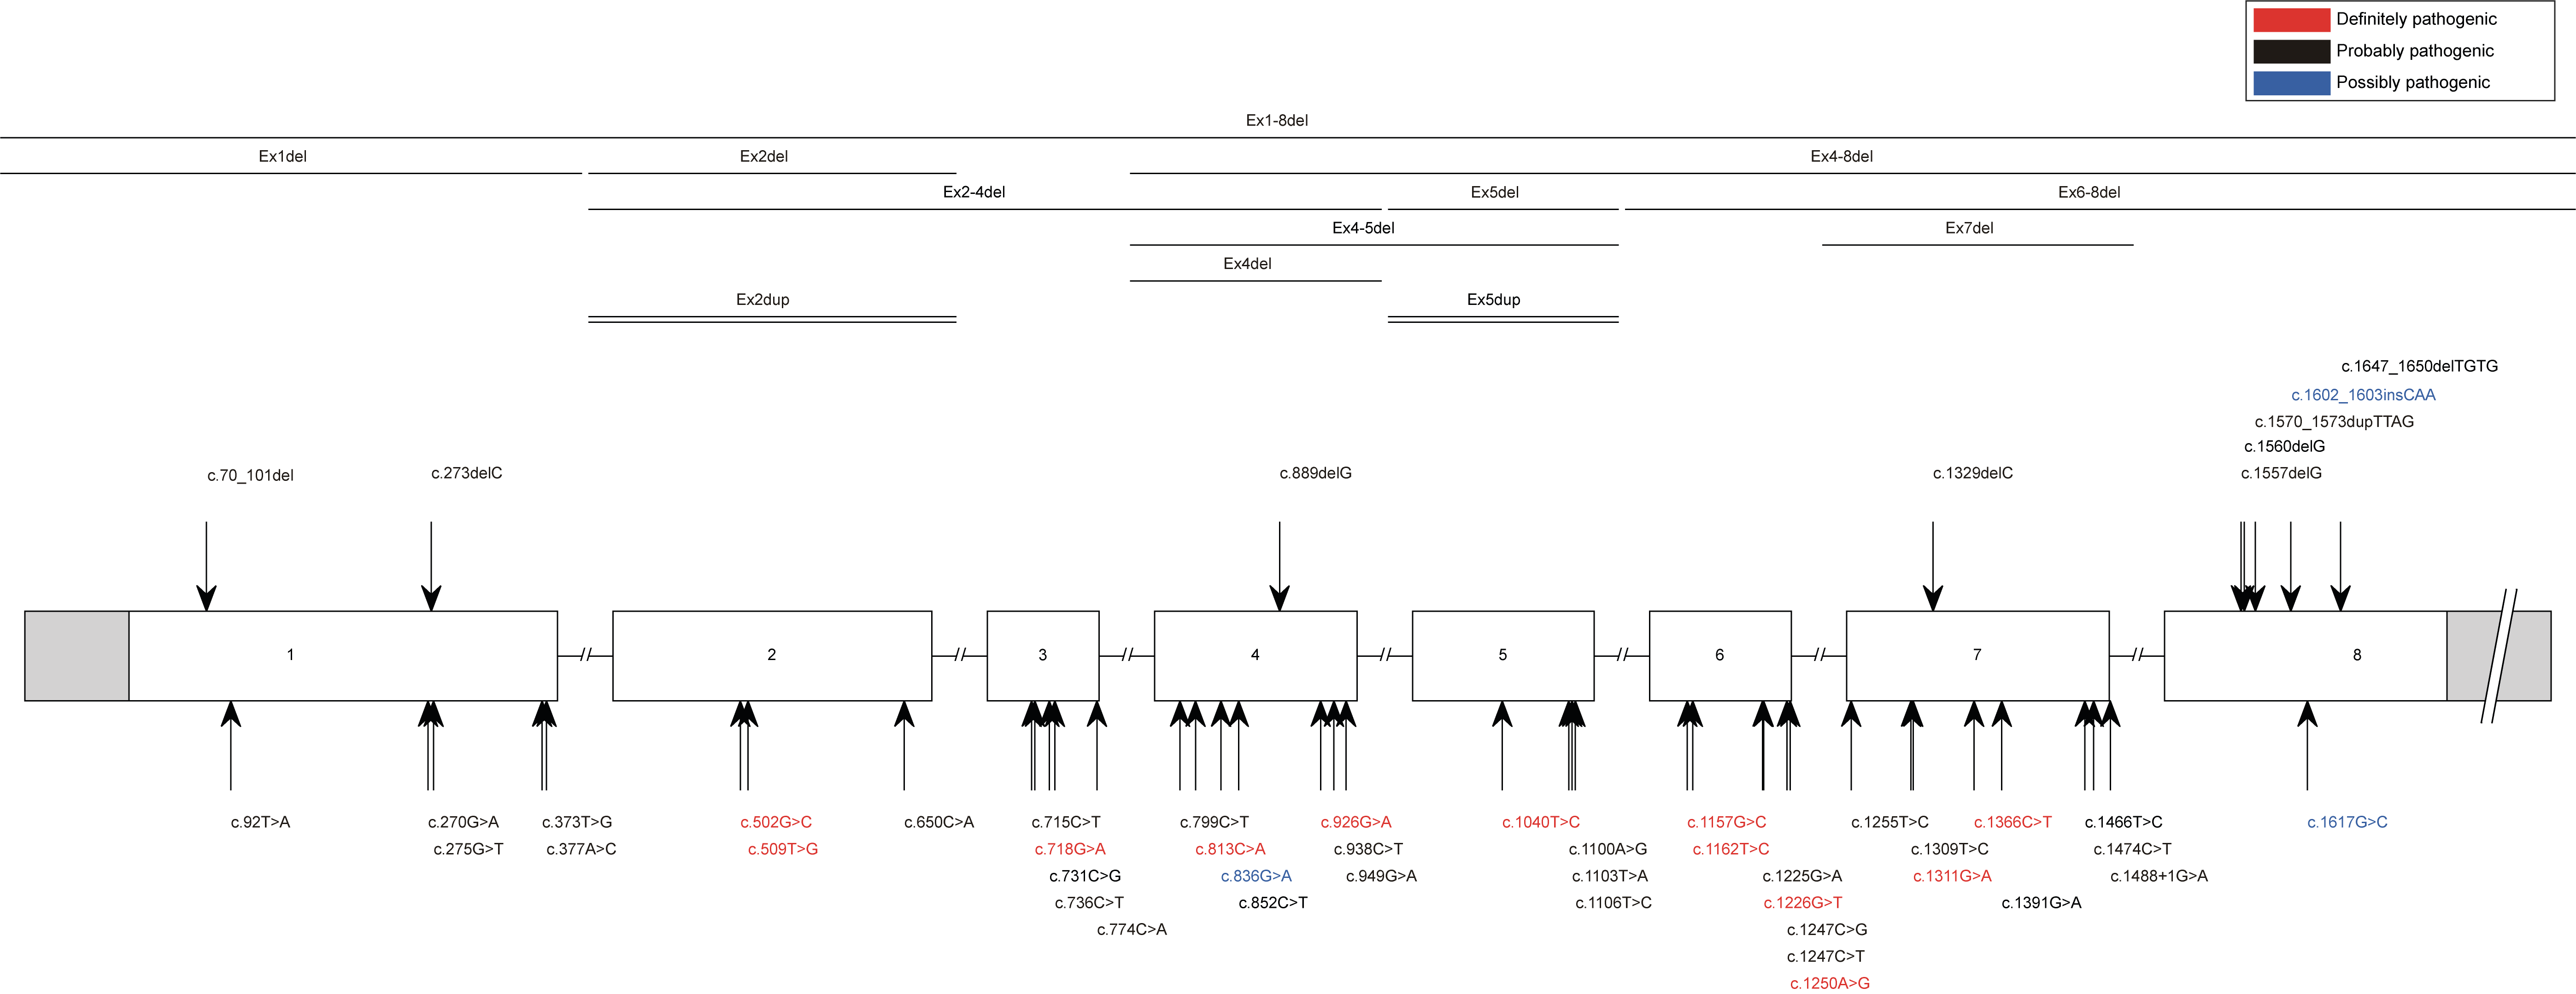 Definitely pathogenic
Probably pathogenic
Possibly pathogenic
Ex1-8del
Ex1del Ex2del Ex4-8del
Ex2-4del Ex5del Ex6-8del
Ex4-5del Ex7del
Ex4del
Ex2dup Ex5dup
c.1647_1650delTGTG
c.1602_1603insCAA
c.1570_1573dupTTAG
c.1560delG
c.70_101del c.273delC c.889delG c.1329delC c.1557delG
1 2 3 4 5 6 7 8
c.92T>A c.270G>A c.373T>G c.502G>C c.650C>A c.715C>T c.799C>T c.926G>A c.1040T>C c.1157G>C c.1255T>C c.1366C>T c.1466T>C c.1617G>C
c.275G>T c.377A>C c.509T>G c.718G>A c.813C>A c.938C>T c.1100A>G c.1162T>C c.1309T>C c.1474C>T
c.731C>G c.836G>A c.949G>A c.1103T>A c.1225G>A c.1311G>A c.1488+1G>A
c.736C>T c.852C>T c.1106T>C c.1226G>T c.1391G>A
c.774C>A c.1247C>G
c.1247C>T
c.1250A>G